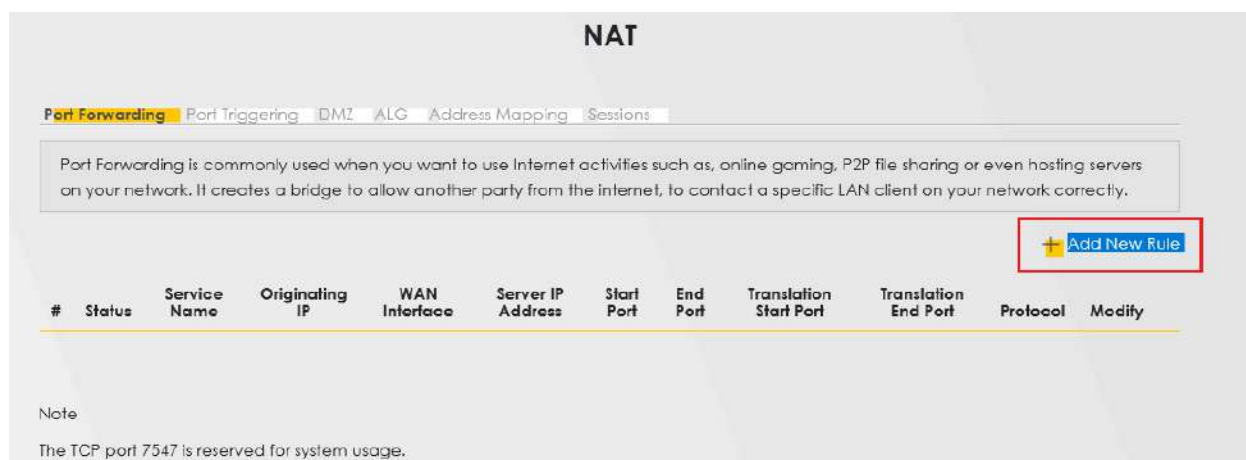 NAT
Port Forwarding Port Triggering DMZ ALG Address Mapping Sessions
Port Forwarding is commonly used when you want to use Internet activities such as, online gaming, P2P file sharing or even hosting servers
on your network. It creates a bridge to allow another party from the internet, to contact a specific LAN client on your network correctly.
+ Add New Rule
# Status Service Name Originating IP WAN Interface Server IP Address Start Port End Port Translation Start Port Translation End Port Protocol Modify
Note
The TCP port 7547 is reserved for system usage.